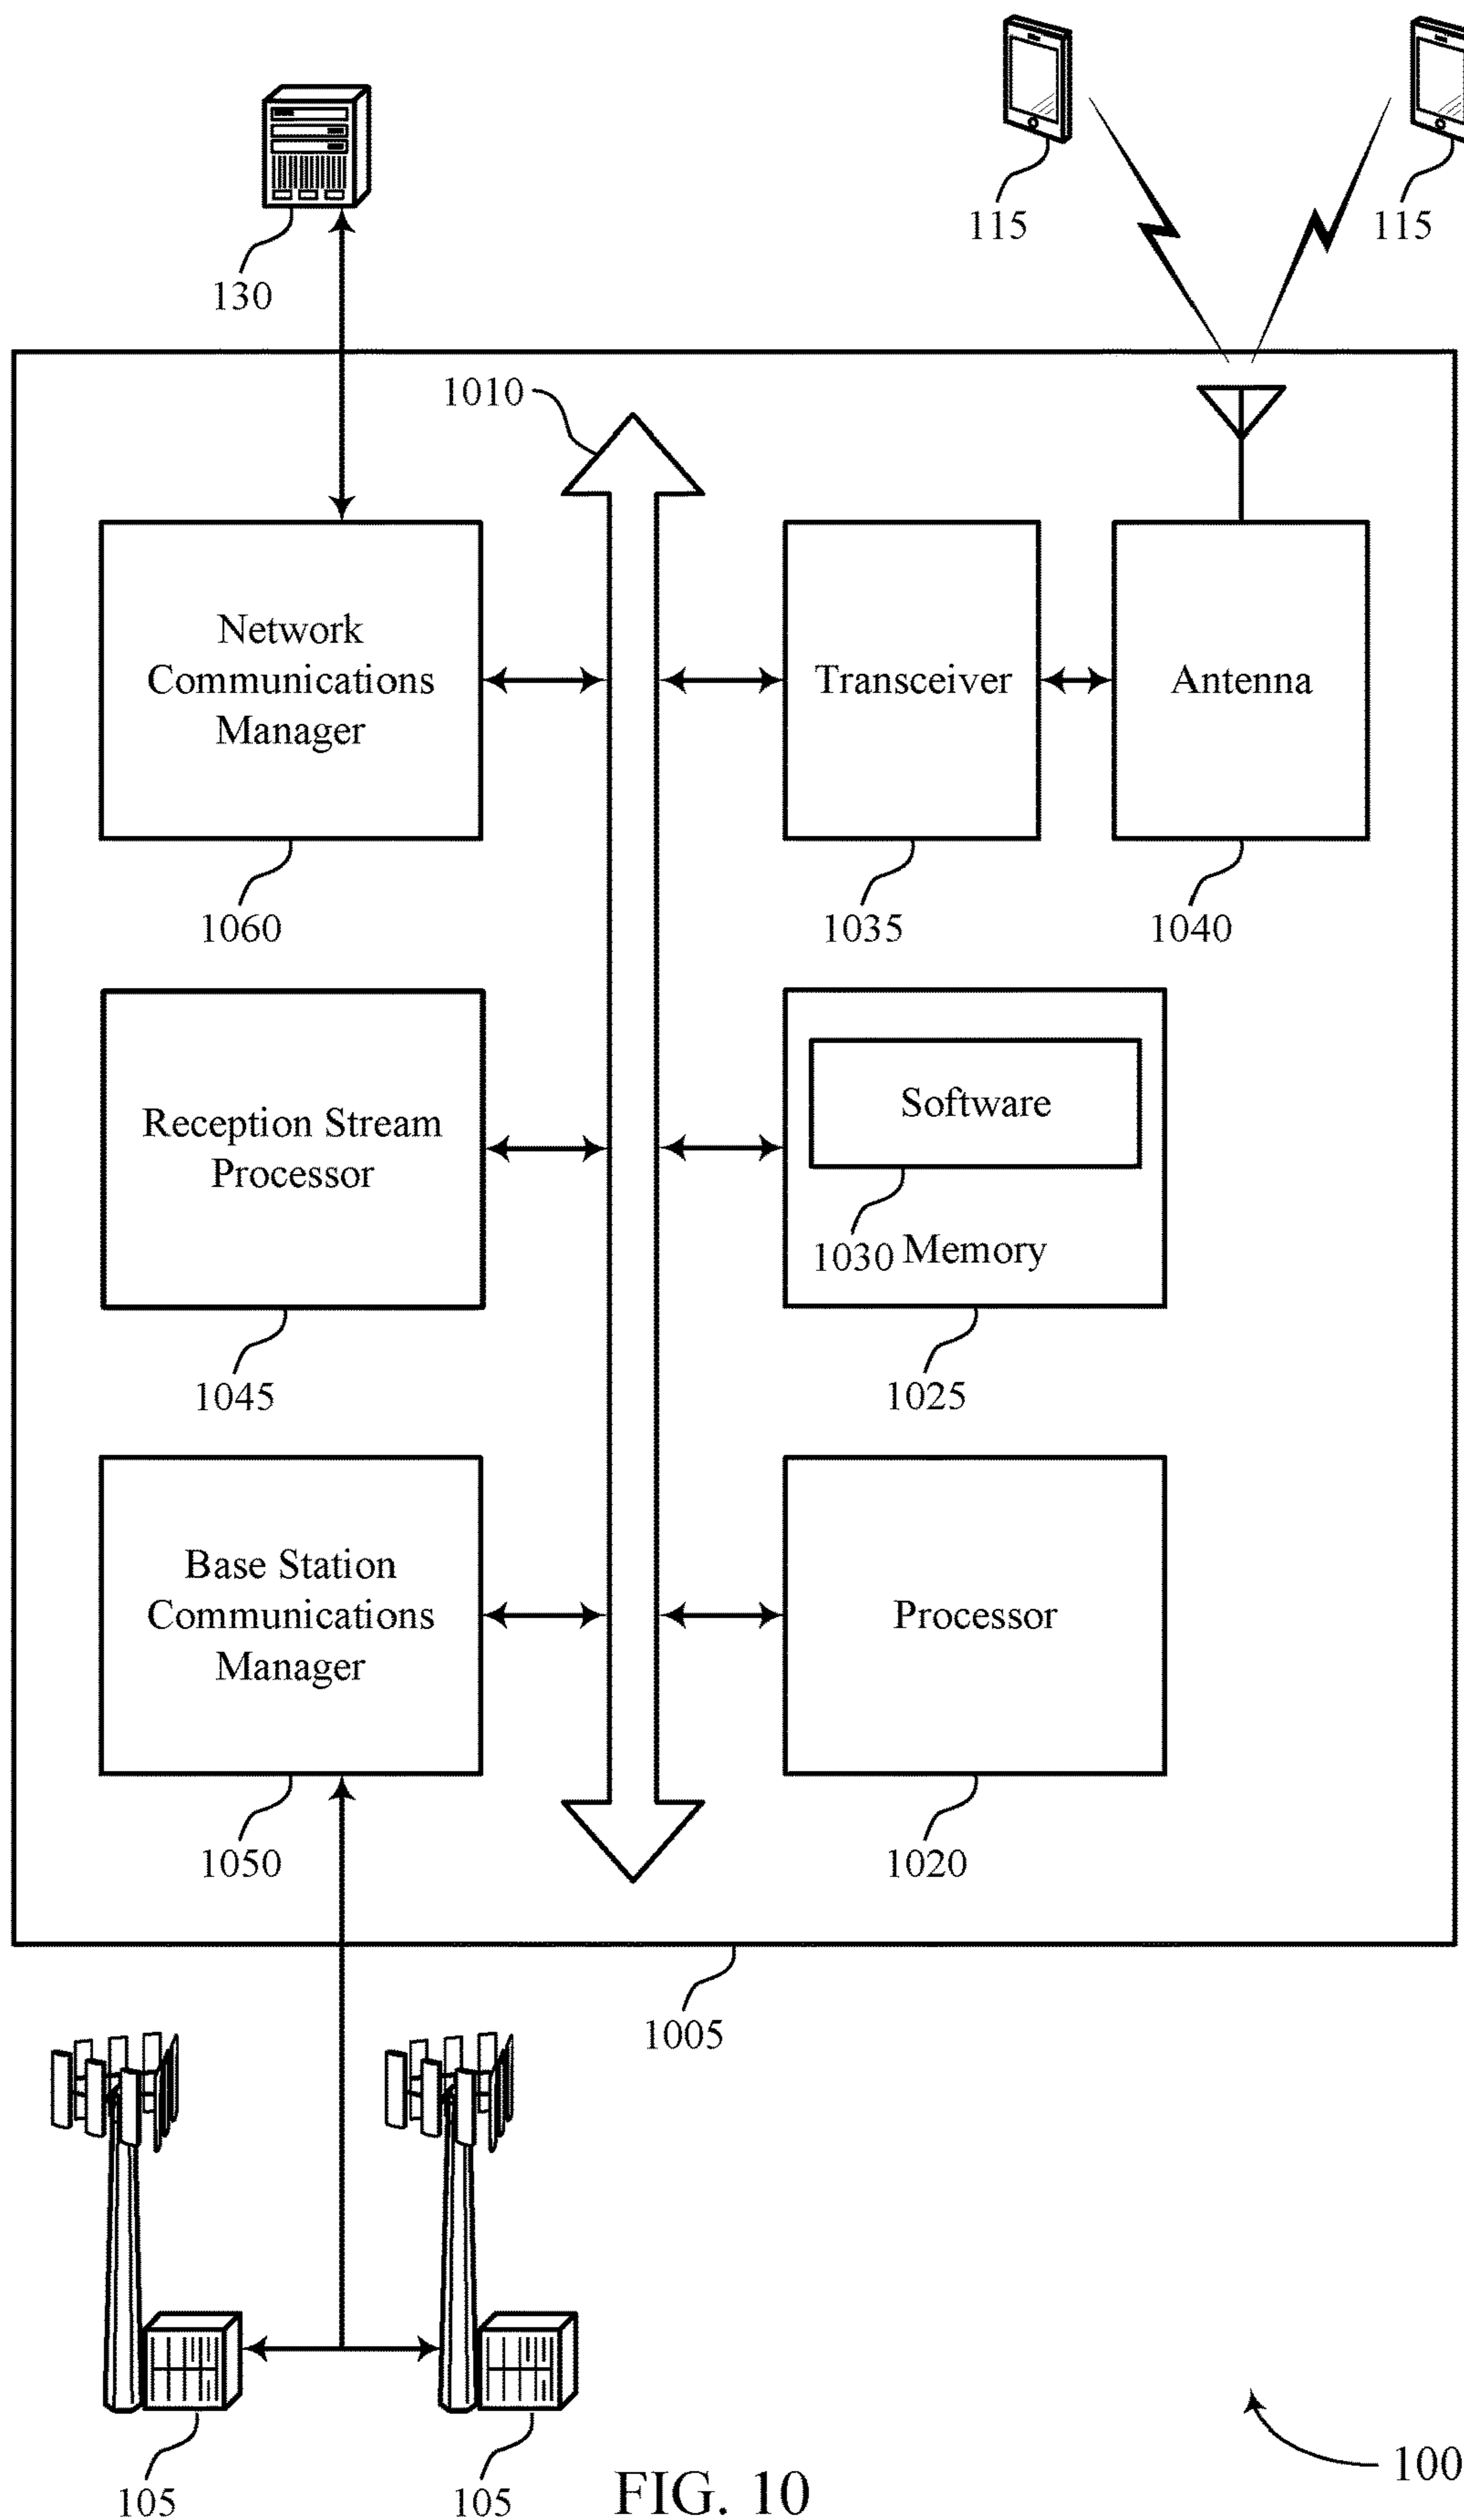 115
115
130
1010
Network
Communications
Manager
Transceiver
Antenna
1060
1035
1040
Reception Stream
Processor
Software
1030
Memory
1045
1025
Base Station
Communications
Manager
Processor
1050
1020
1005
105
105
FIG. 10
100